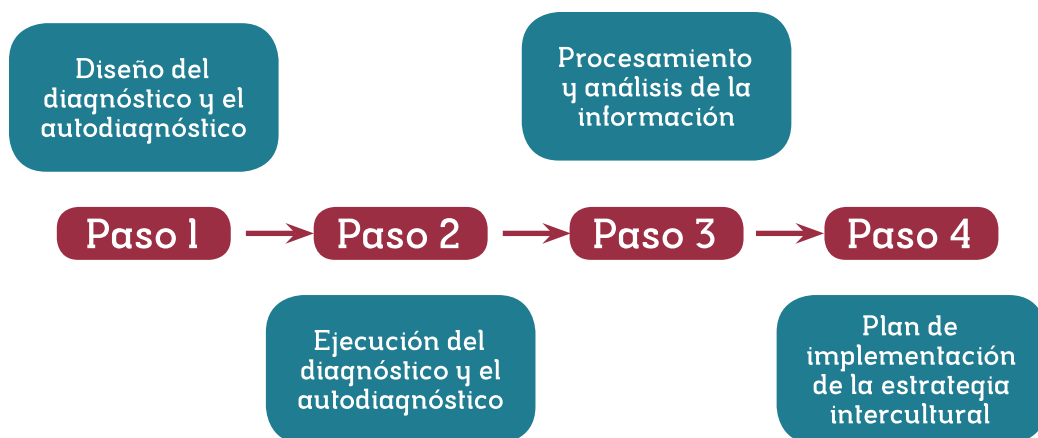 Diseño del
diagnóstico y el
autodiagnóstico
Procesamiento
y análisis de la
información
Paso 1
Paso 2
Paso 3
Paso 4
Ejecución del
diagnóstico y el
autodiagnóstico
Plan de
implementación
de la estrategia
intercultural